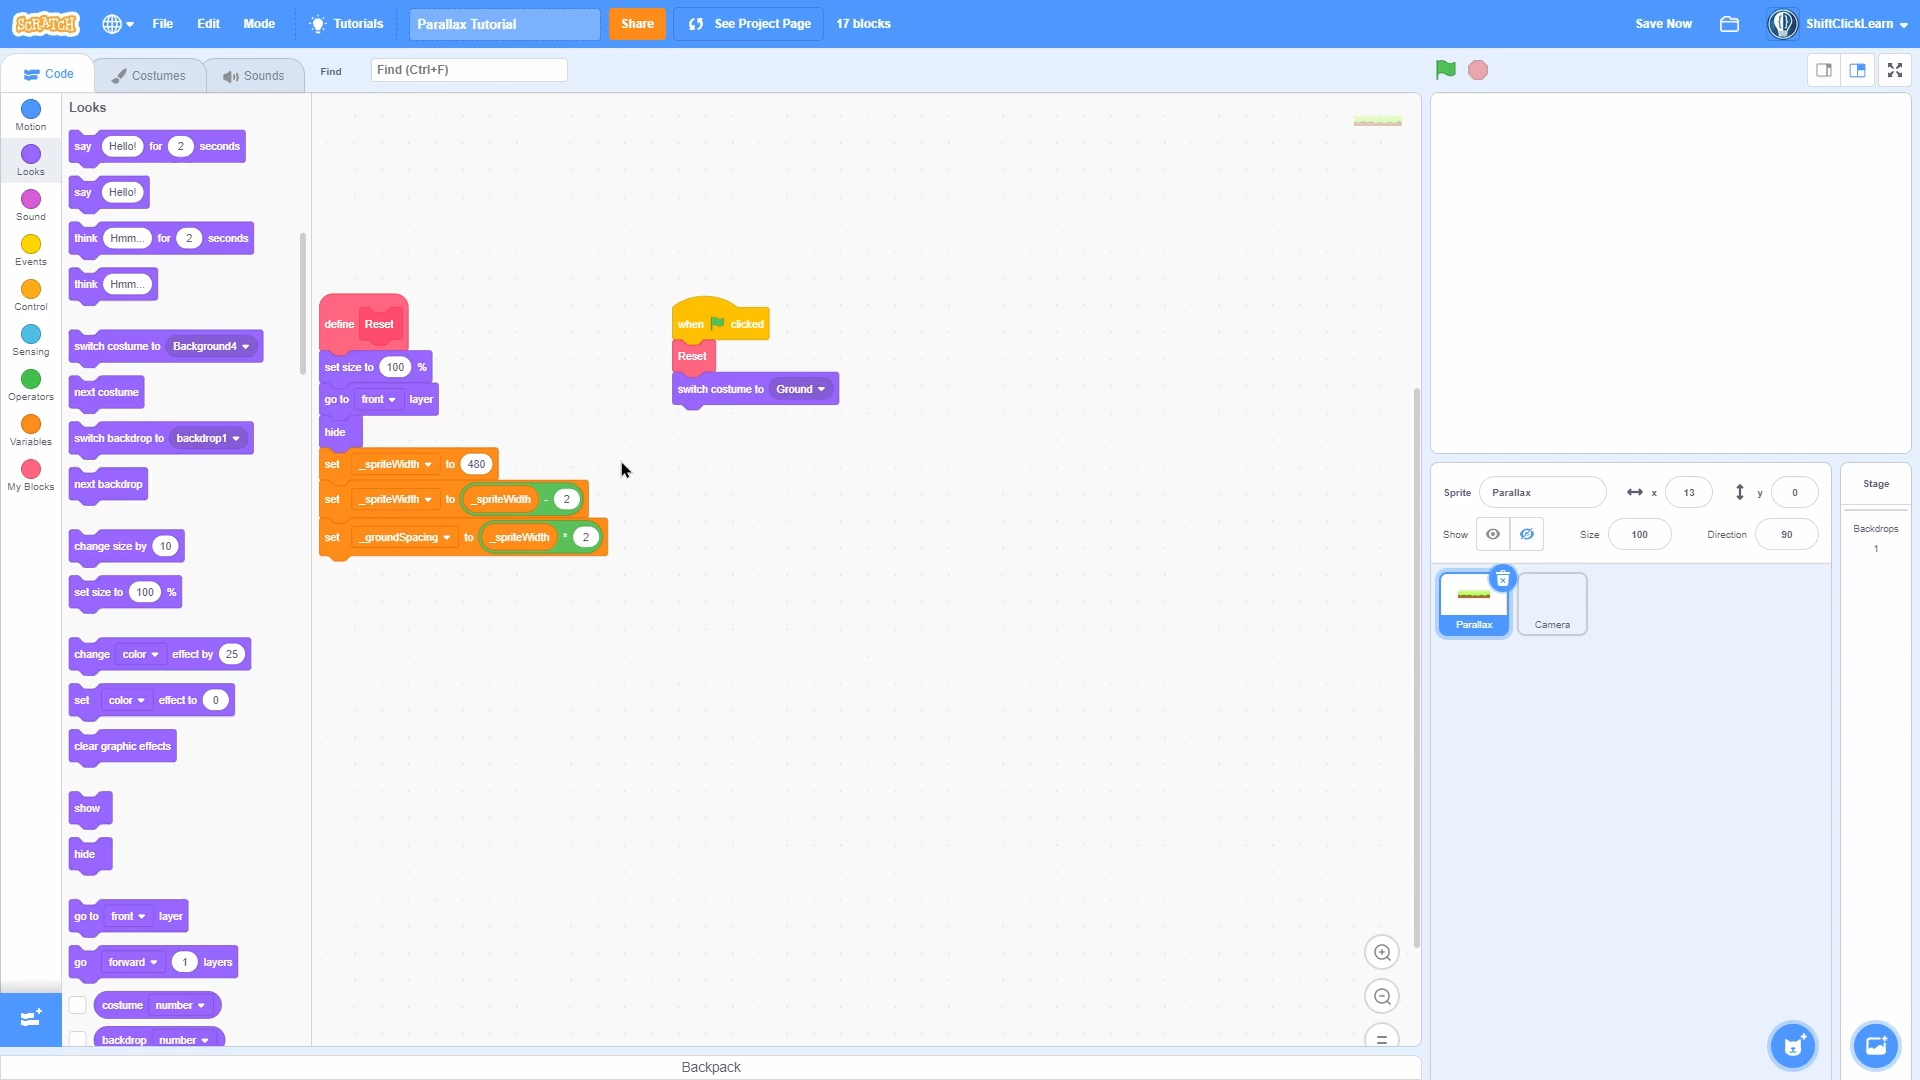 SCRATCH File Edit Mode Tutorials Parallax Tutorial Share See Project Page 17 blocks Save Now ShiftClickLearn
Code Costumes Sounds Find Find (Ctrl+F)
Motion
Looks
Sound
Events
Control
Sensing
Operators
Variables
My Blocks
Looks
say Hello! for 2 seconds
say Hello!
think Hmm... for 2 seconds
think Hmm...
switch costume to Background4
next costume
switch backdrop to backdrop1
next backdrop
change size by 10
set size to 100 %
change color effect by 25
set color effect to 0
clear graphic effects
show
hide
go to front layer
go forward 1 layers
costume number
backdrop number
define Reset
set size to 100 %
go to front layer
hide
set _spriteWidth to 480
set _spriteWidth to _spriteWidth - 2
set _groundSpacing to _spriteWidth * 2
when clicked
Reset
switch costume to Ground
Sprite Parallax x 13 y 0
Show Size 100 Direction 90
Parallax
Camera
Stage
Backdrops
1
Backpack